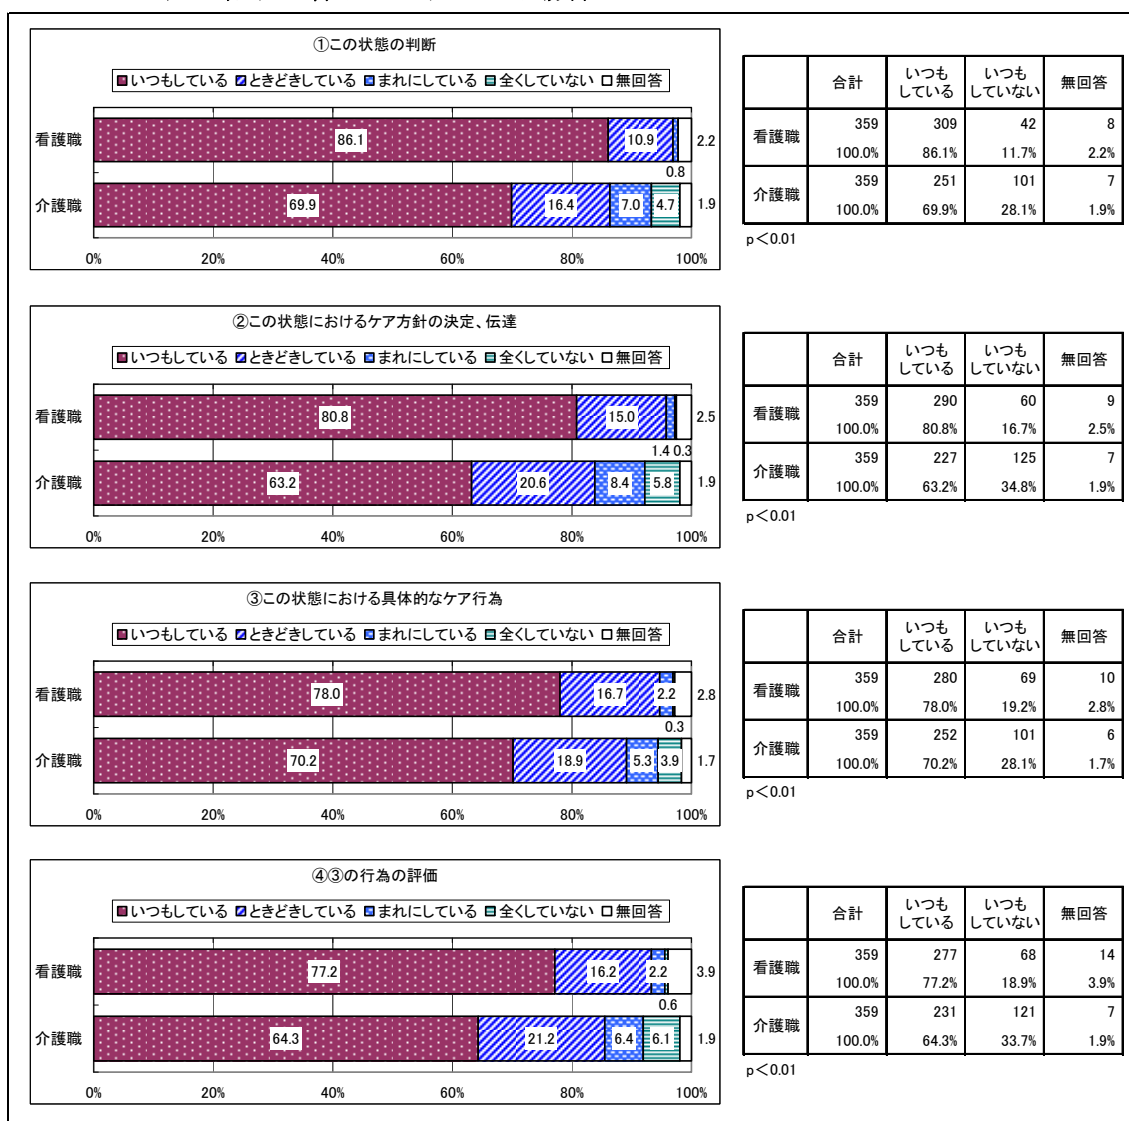 ①この状態の判断
いつもしている ときどきしている まれにしている 全くしていない 無回答
看護職 86.1 10.9 2.2
0.8
介護職 69.9 16.4 7.0 4.7 1.9
0% 20% 40% 60% 80% 100%
合計 いつもしている いつもしていない 無回答
看護職 359 309 42 8
100.0% 86.1% 11.7% 2.2%
介護職 359 251 101 7
100.0% 69.9% 28.1% 1.9%
p＜0.01
②この状態におけるケア方針の決定、伝達
いつもしている ときどきしている まれにしている 全くしていない 無回答
看護職 80.8 15.0 2.5
1.4 0.3
介護職 63.2 20.6 8.4 5.8 1.9
0% 20% 40% 60% 80% 100%
合計 いつもしている いつもしていない 無回答
看護職 359 290 60 9
100.0% 80.8% 16.7% 2.5%
介護職 359 227 125 7
100.0% 63.2% 34.8% 1.9%
p＜0.01
③この状態における具体的なケア行為
いつもしている ときどきしている まれにしている 全くしていない 無回答
看護職 78.0 16.7 2.2 2.8
0.3
介護職 70.2 18.9 5.3 3.9 1.7
0% 20% 40% 60% 80% 100%
合計 いつもしている いつもしていない 無回答
看護職 359 280 69 10
100.0% 78.0% 19.2% 2.8%
介護職 359 252 101 6
100.0% 70.2% 28.1% 1.7%
p＜0.01
④③の行為の評価
いつもしている ときどきしている まれにしている 全くしていない 無回答
看護職 77.2 16.2 2.2 3.9
0.6
介護職 64.3 21.2 6.4 6.1 1.9
0% 20% 40% 60% 80% 100%
合計 いつもしている いつもしていない 無回答
看護職 359 277 68 14
100.0% 77.2% 18.9% 3.9%
介護職 359 231 121 7
100.0% 64.3% 33.7% 1.9%
p＜0.01